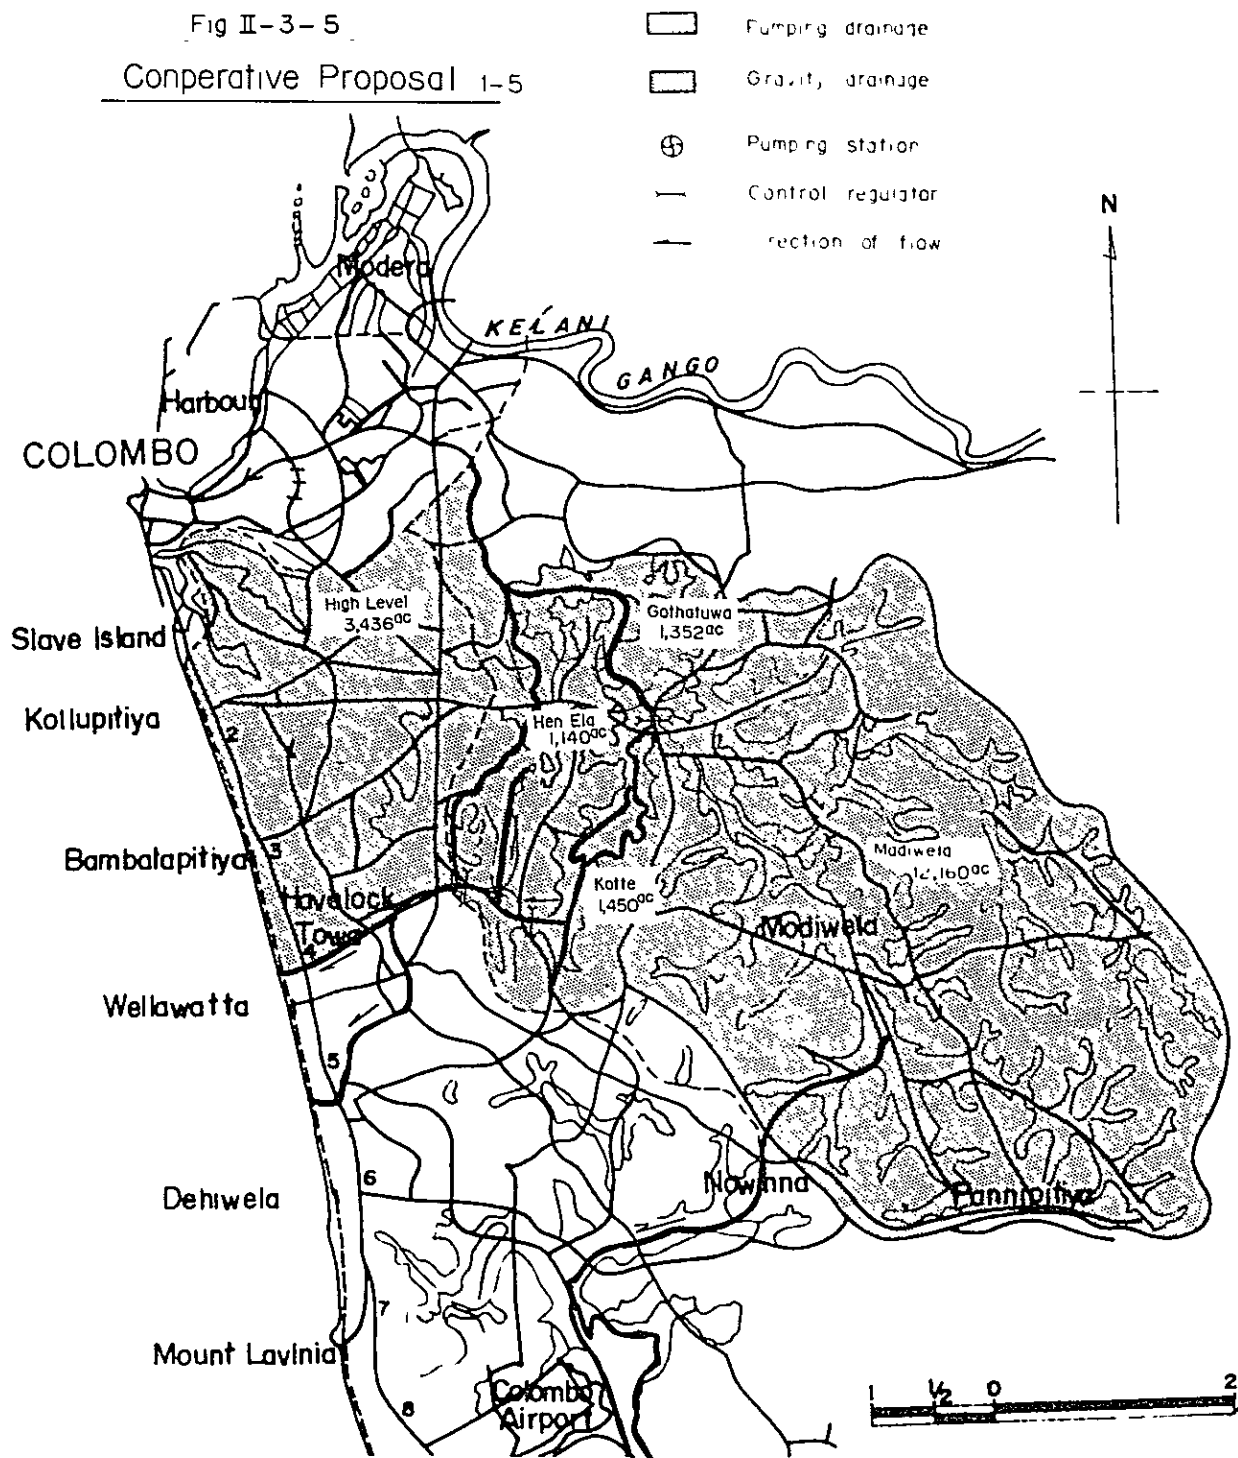 Fig II-3-5
Conperative Proposal 1-5
Pumping drainage
Gravity drainage
Pumping station
Control regulator
rection of flow
N
Modera
KELANI
GANGO
Harbour
COLOMBO
High Level
3,436ac
Gothatuwa
1,352ac
Slave Island
Kollupitiya
2
Hen Ela
1,140ac
Bambalapitiya
3
Madiwela
12,160ac
Kotte
1,450ac
Havelock
Town
4
Modiwela
Wellawatta
5
6
Dehiwela
Nowinna
Pannipitiya
7
Mount Lavinia
8
Colombo
Airport
1 1/2 0 2